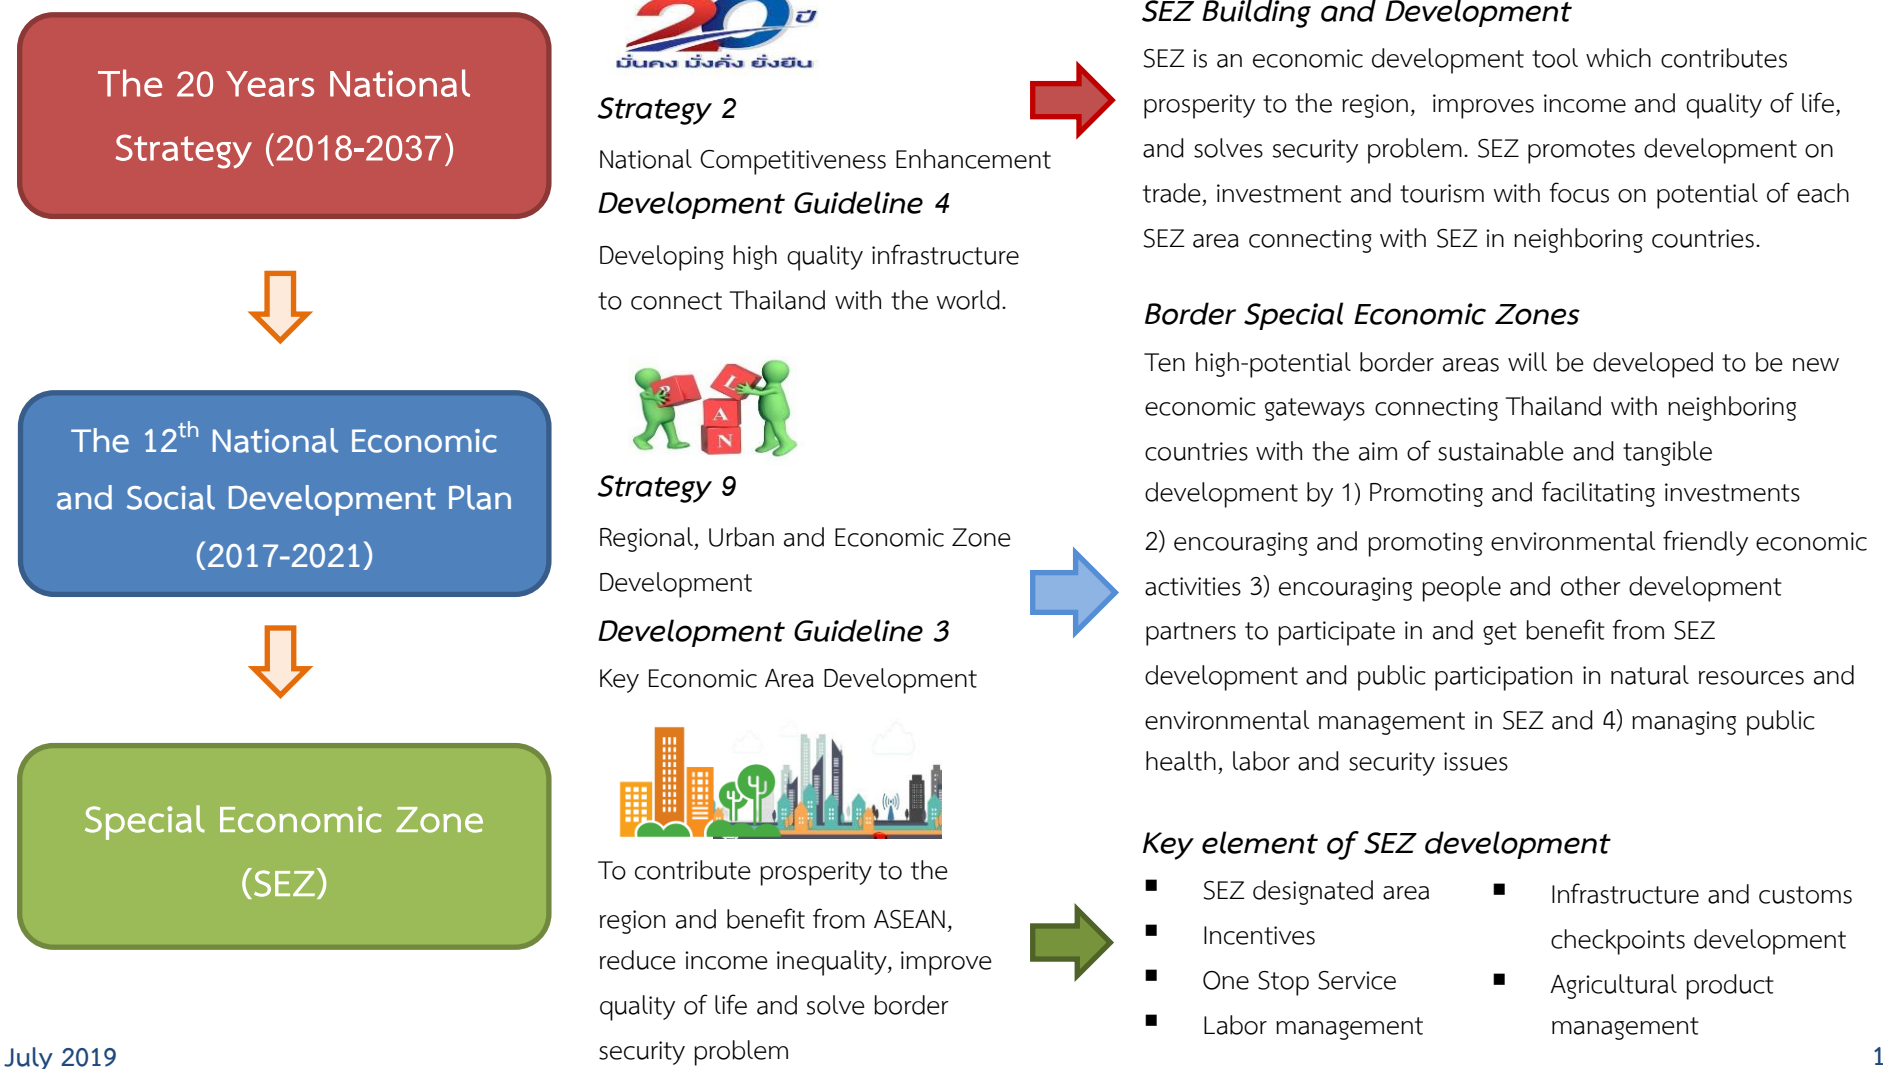 The 20 Years National
Strategy (2018-2037)
The 12th National Economic
and Social Development Plan
(2017-2021)
Special Economic Zone
(SEZ)
20 ปี
มั่นคง มั่งคั่ง ยั่งยืน
Strategy 2
National Competitiveness Enhancement
Development Guideline 4
Developing high quality infrastructure
to connect Thailand with the world.
P L
A
N
Strategy 9
Regional, Urban and Economic Zone
Development
Development Guideline 3
Key Economic Area Development
To contribute prosperity to the
region and benefit from ASEAN,
reduce income inequality, improve
quality of life and solve border
security problem
SEZ Building and Development
SEZ is an economic development tool which contributes
prosperity to the region, improves income and quality of life,
and solves security problem. SEZ promotes development on
trade, investment and tourism with focus on potential of each
SEZ area connecting with SEZ in neighboring countries.
Border Special Economic Zones
Ten high-potential border areas will be developed to be new
economic gateways connecting Thailand with neighboring
countries with the aim of sustainable and tangible
development by 1) Promoting and facilitating investments
2) encouraging and promoting environmental friendly economic
activities 3) encouraging people and other development
partners to participate in and get benefit from SEZ
development and public participation in natural resources and
environmental management in SEZ and 4) managing public
health, labor and security issues
Key element of SEZ development
▪ SEZ designated area
▪ Incentives
▪ One Stop Service
▪ Labor management
▪ Infrastructure and customs
checkpoints development
▪ Agricultural product
management
July 2019
1